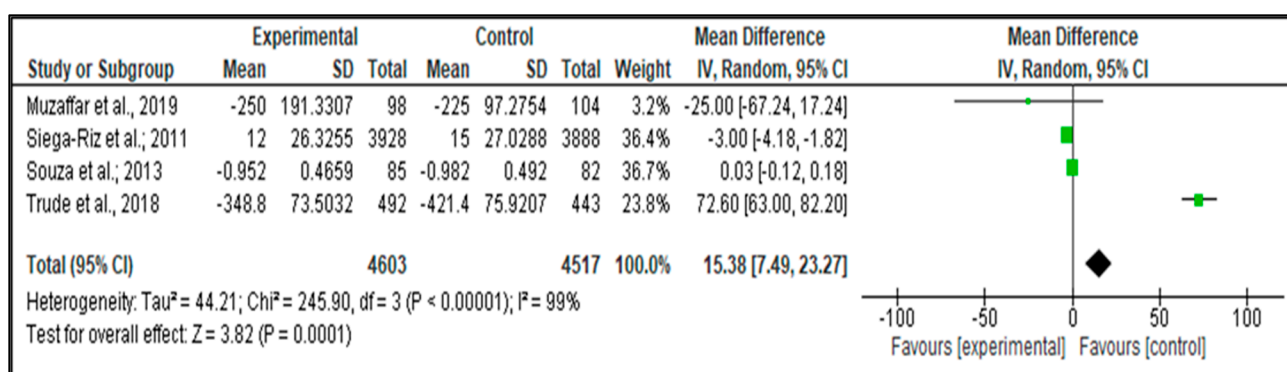 Experimental Control Mean Difference Mean Difference
Study or Subgroup Mean SD Total Mean SD Total Weight IV, Random, 95% CI IV, Random, 95% CI
Muzaffar et al., 2019 -250 191.3307 98 -225 97.2754 104 3.2% -25.00 [-67.24, 17.24]
Siega-Riz et al.; 2011 12 26.3255 3928 15 27.0288 3888 36.4% -3.00 [-4.18, -1.82]
Souza et al.; 2013 -0.952 0.4659 85 -0.982 0.492 82 36.7% 0.03 [-0.12, 0.18]
Trude et al., 2018 -348.8 73.5032 492 -421.4 75.9207 443 23.8% 72.60 [63.00, 82.20]
Total (95% CI) 4603 4517 100.0% 15.38 [7.49, 23.27]
Heterogeneity: Tau² = 44.21; Chi² = 245.90, df = 3 (P < 0.00001); I² = 99%
Test for overall effect: Z = 3.82 (P = 0.0001)
-100 -50 0 50 100
Favours [experimental] Favours [control]